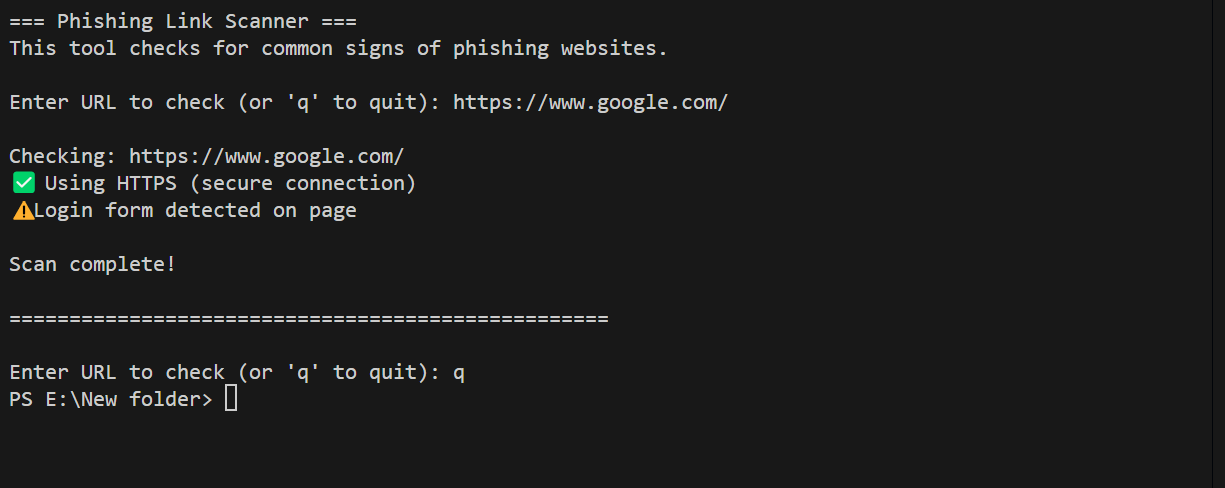 === Phishing Link Scanner ===
This tool checks for common signs of phishing websites.
Enter URL to check (or 'q' to quit): https://www.google.com/
Checking: https://www.google.com/
✅ Using HTTPS (secure connection)
⚠️Login form detected on page
Scan complete!
==================================================
Enter URL to check (or 'q' to quit): q
PS E:\New folder>